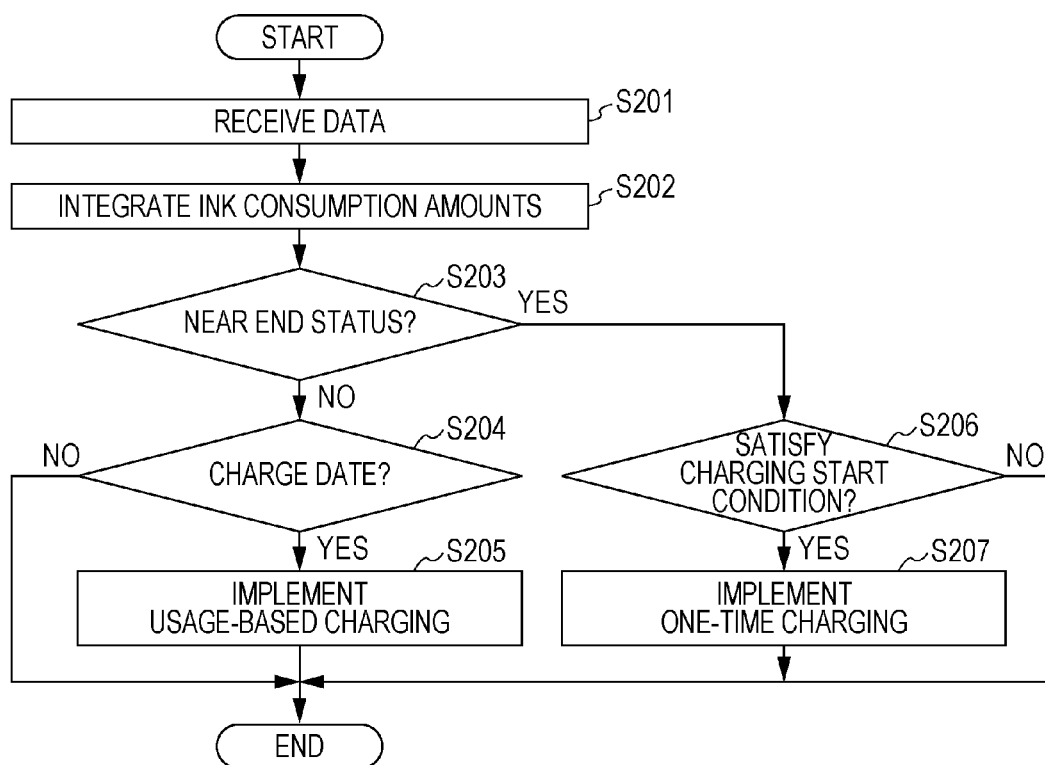 START
RECEIVE DATA
S201
INTEGRATE INK CONSUMPTION AMOUNTS
S202
NEAR END STATUS?
S203
YES
NO
CHARGE DATE?
S204
NO
YES
SATISFY
CHARGING START
CONDITION?
S206
NO
YES
IMPLEMENT
USAGE-BASED CHARGING
S205
IMPLEMENT
ONE-TIME CHARGING
S207
END